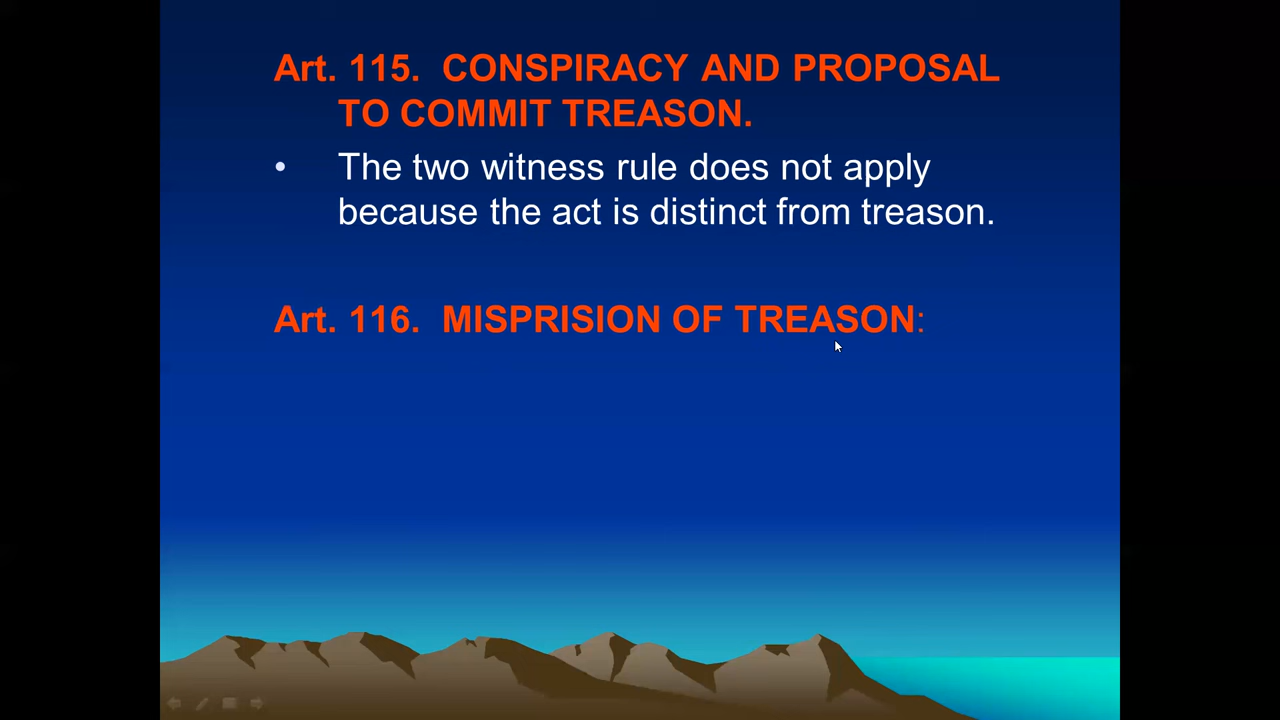 Art. 115. CONSPIRACY AND PROPOSAL
TO COMMIT TREASON.
• The two witness rule does not apply
because the act is distinct from treason.
Art. 116. MISPRISION OF TREASON: